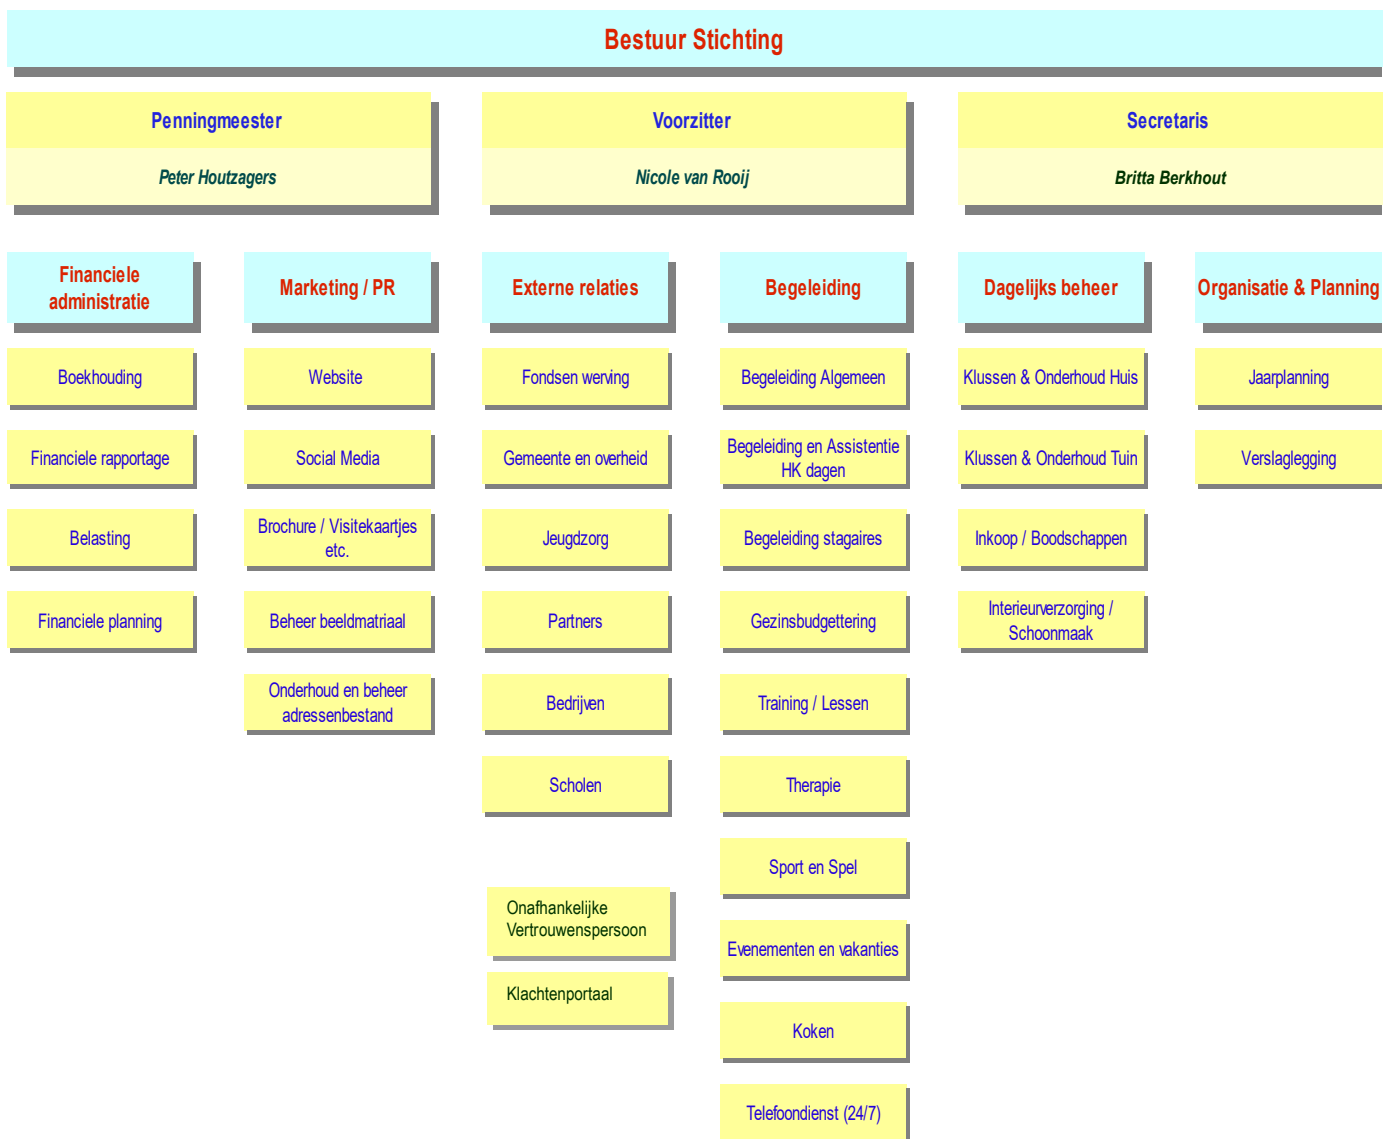 Bestuur Stichting
Penningmeester
Peter Houtzagers
Voorzitter
Nicole van Rooij
Secretaris
Britta Berkhout
Financiele
administratie
Boekhouding
Financiele rapportage
Belasting
Financiele planning
Marketing / PR
Website
Social Media
Brochure / Visitekaartjes
etc.
Beheer beeldmatriaal
Onderhoud en beheer
adressenbestand
Externe relaties
Fondsen werving
Gemeente en overheid
Jeugdzorg
Partners
Bedrijven
Scholen
Onafhankelijke
Vertrouwenspersoon
Klachtenportaal
Begeleiding
Begeleiding Algemeen
Begeleiding en Assistentie
HK dagen
Begeleiding stagaires
Gezinsbudgettering
Training / Lessen
Therapie
Sport en Spel
Evenementen en vakanties
Koken
Telefoondienst (24/7)
Dagelijks beheer
Klussen & Onderhoud Huis
Klussen & Onderhoud Tuin
Inkoop / Boodschappen
Interieurverzorging /
Schoonmaak
Organisatie & Planning
Jaarplanning
Verslaglegging